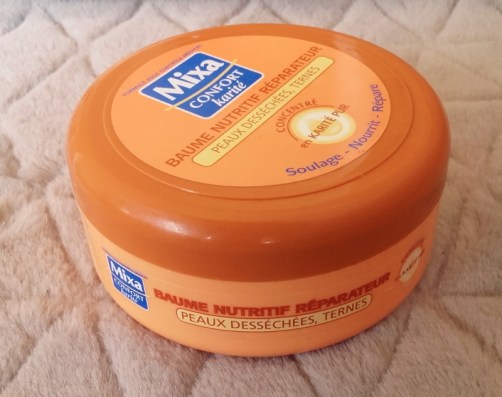 Mixa
CONFORT
karité
BAUME NUTRITIF RÉPARATEUR
PEAUX DESSÉCHÉES, TERNES
CONCENTRÉ
en KARITÉ PUR
Soulage - Nourrit - Répare
Mixa
CONFORT
karité
BAUME NUTRITIF RÉPARATEUR
PEAUX DESSÉCHÉES, TERNES